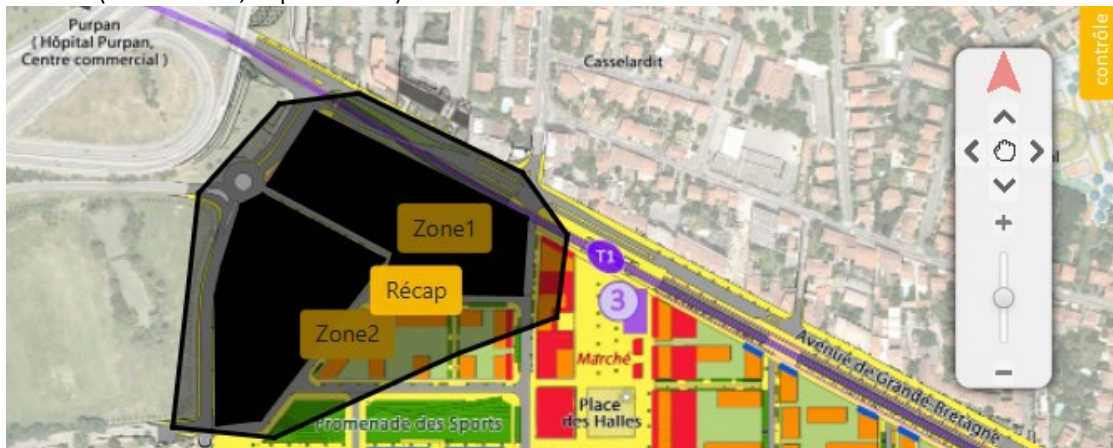 Purpan
( Hôpital Purpan,
Centre commercial )
Casselardit
contrôle
Zone1
Récap
Zone2
T1
3
Marché
Place
des Halles
Promenade des Sports
Avenue de Grande-Bretagne